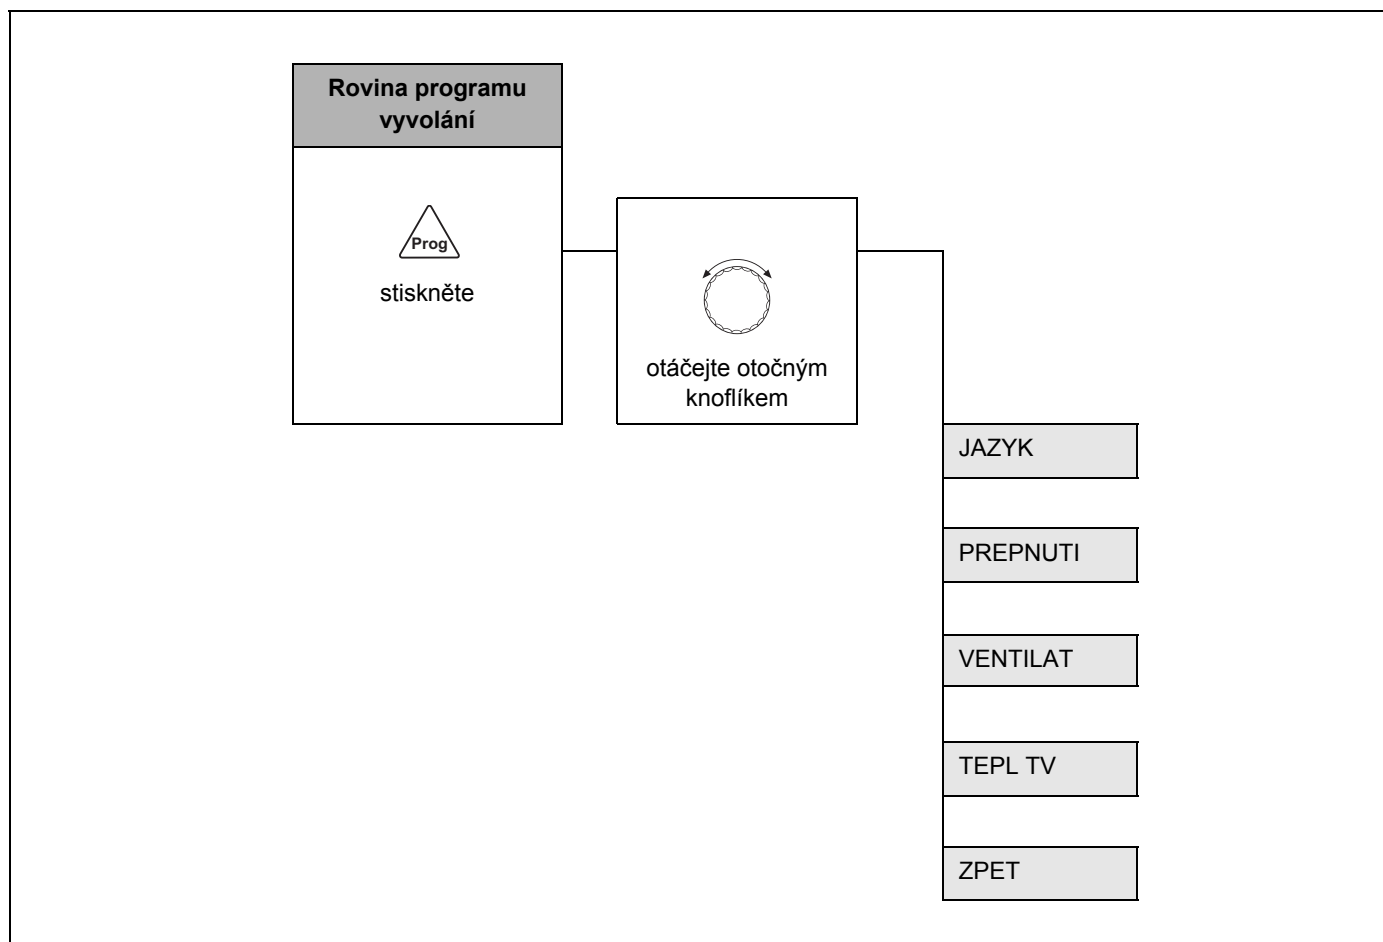 Rovina programu
vyvolání
Prog
stiskněte
otáčejte otočným
knoflíkem
JAZYK
PREPNUTI
VENTILAT
TEPL TV
ZPET